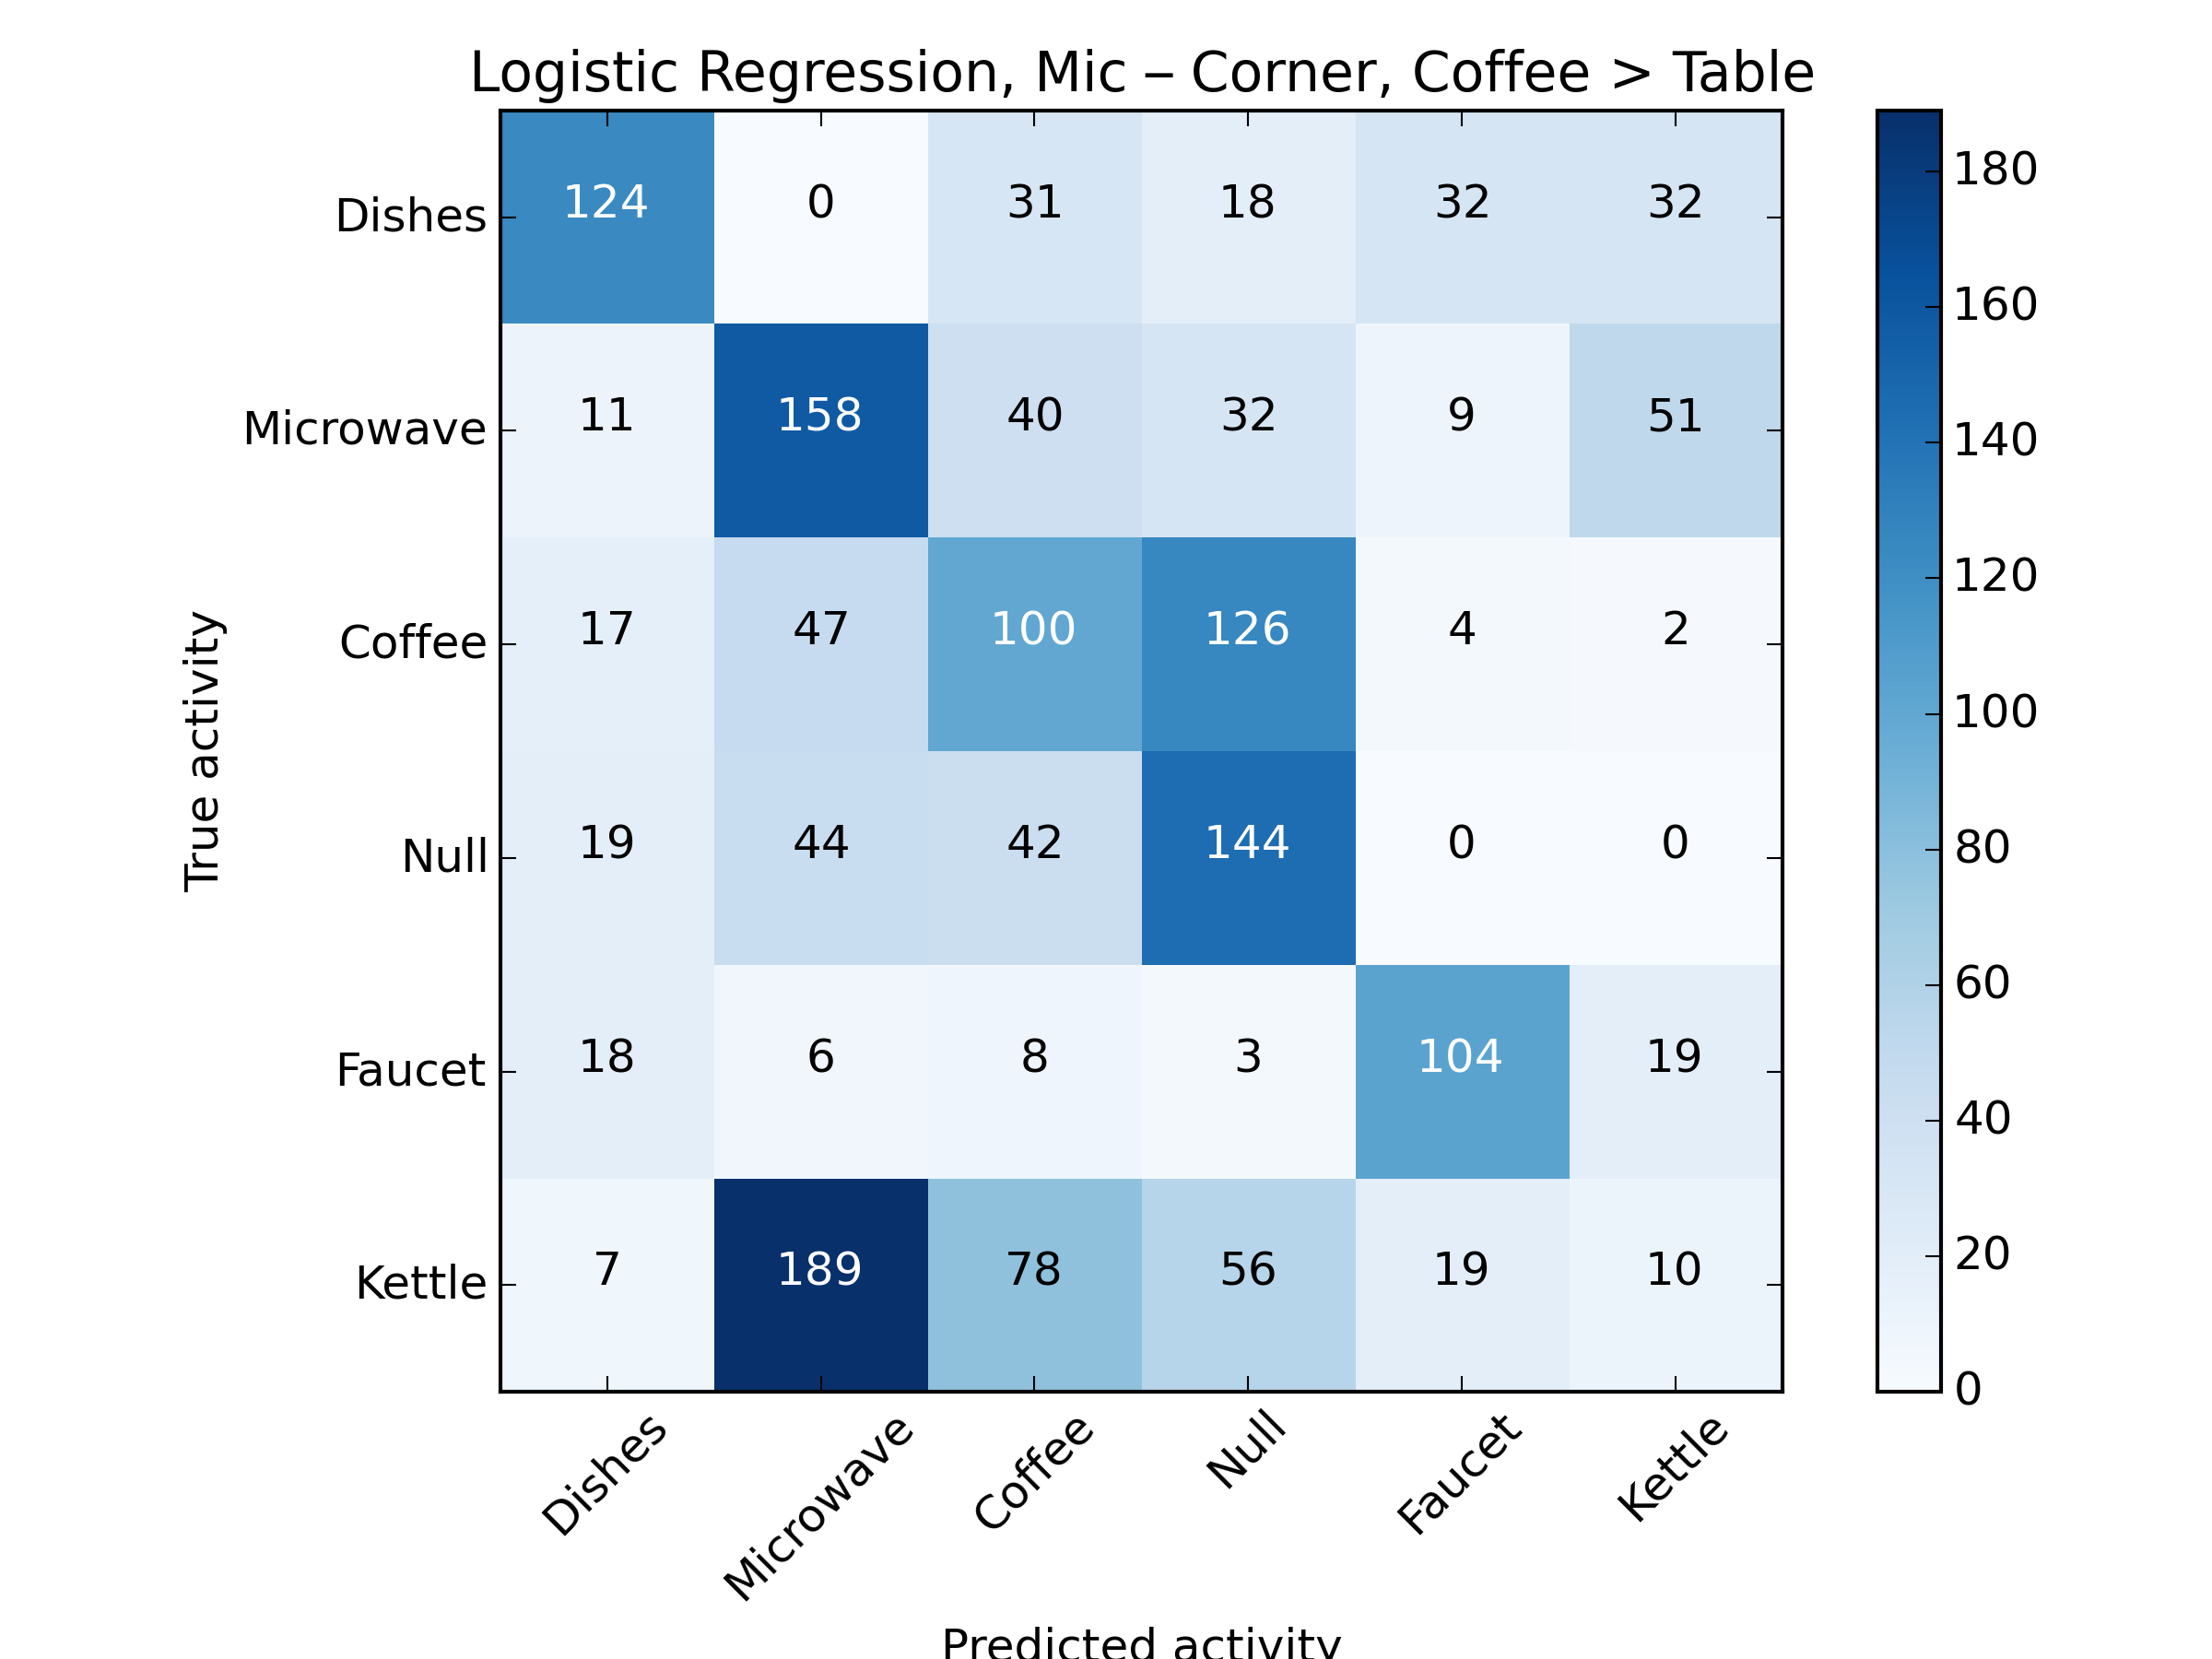 Logistic Regression, Mic – Corner, Coffee > Table
Dishes 124 0 31 18 32 32
Microwave 11 158 40 32 9 51
Coffee 17 47 100 126 4 2
Null 19 44 42 144 0 0
Faucet 18 6 8 3 104 19
Kettle 7 189 78 56 19 10
True activity
Dishes Microwave Coffee Null Faucet Kettle
Predicted activity
180
160
140
120
100
80
60
40
20
0